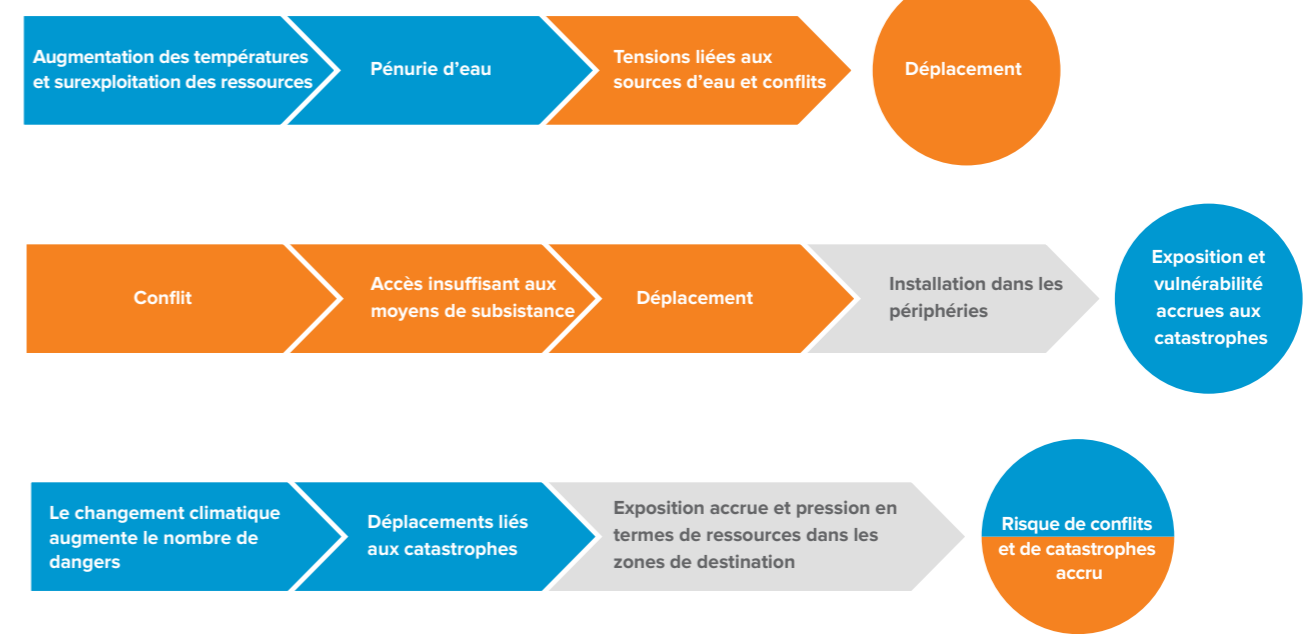 Augmentation des températures
et surexploitation des ressources
Pénurie d'eau
Tensions liées aux
sources d'eau et conflits
Déplacement
Conflit
Accès insuffisant aux
moyens de subsistance
Déplacement
Installation dans les
périphéries
Exposition et
vulnérabilité
accrues aux
catastrophes
Le changement climatique
augmente le nombre de
dangers
Déplacements liés
aux catastrophes
Exposition accrue et pression en
termes de ressources dans les
zones de destination
Risque de conflits
et de catastrophes
accru